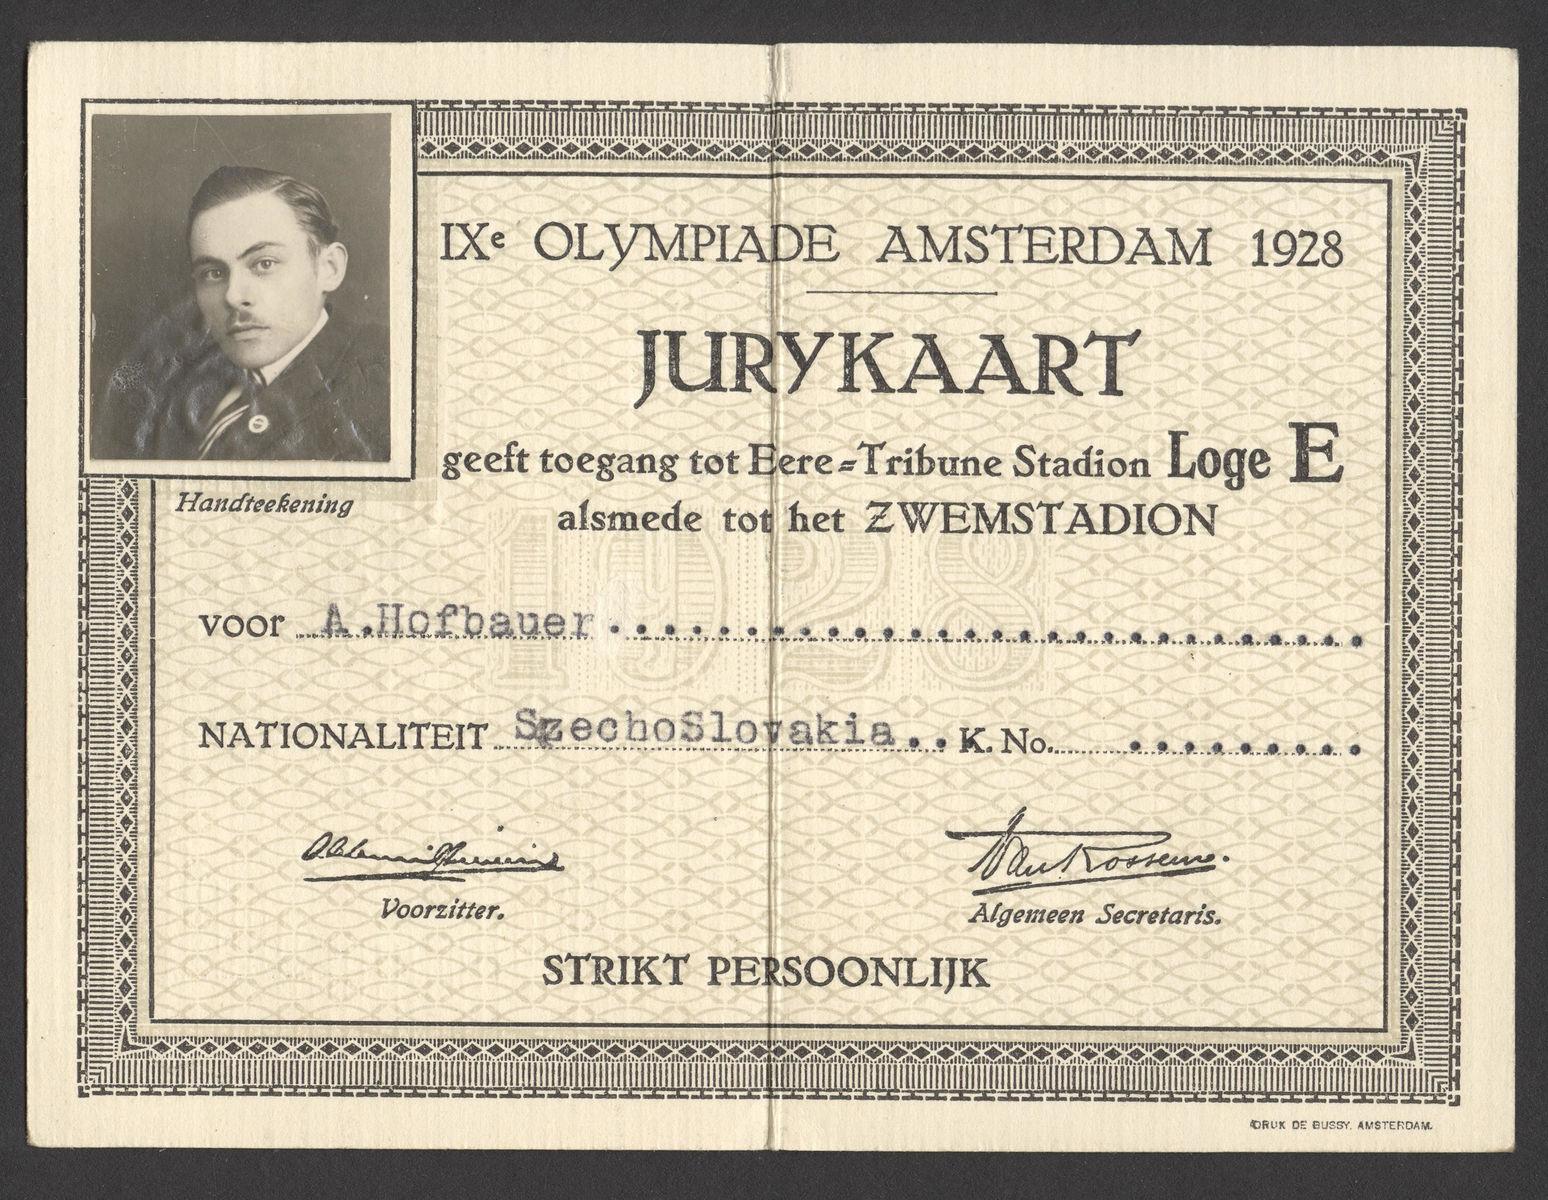 IXe OLYMPIADE AMSTERDAM 1928
JURYKAART
geeft toegang tot Eere=Tribune Stadion Loge E
alsmede tot het ZWEMSTADION
Handteekening
1928
voor A.Hofbauer
NATIONALITEIT SzechoSlovakia.. K. No.
Voorzitter.
Algemeen Secretaris.
STRIKT PERSOONLIJK
DRUK DE BUSSY. AMSTERDAM.